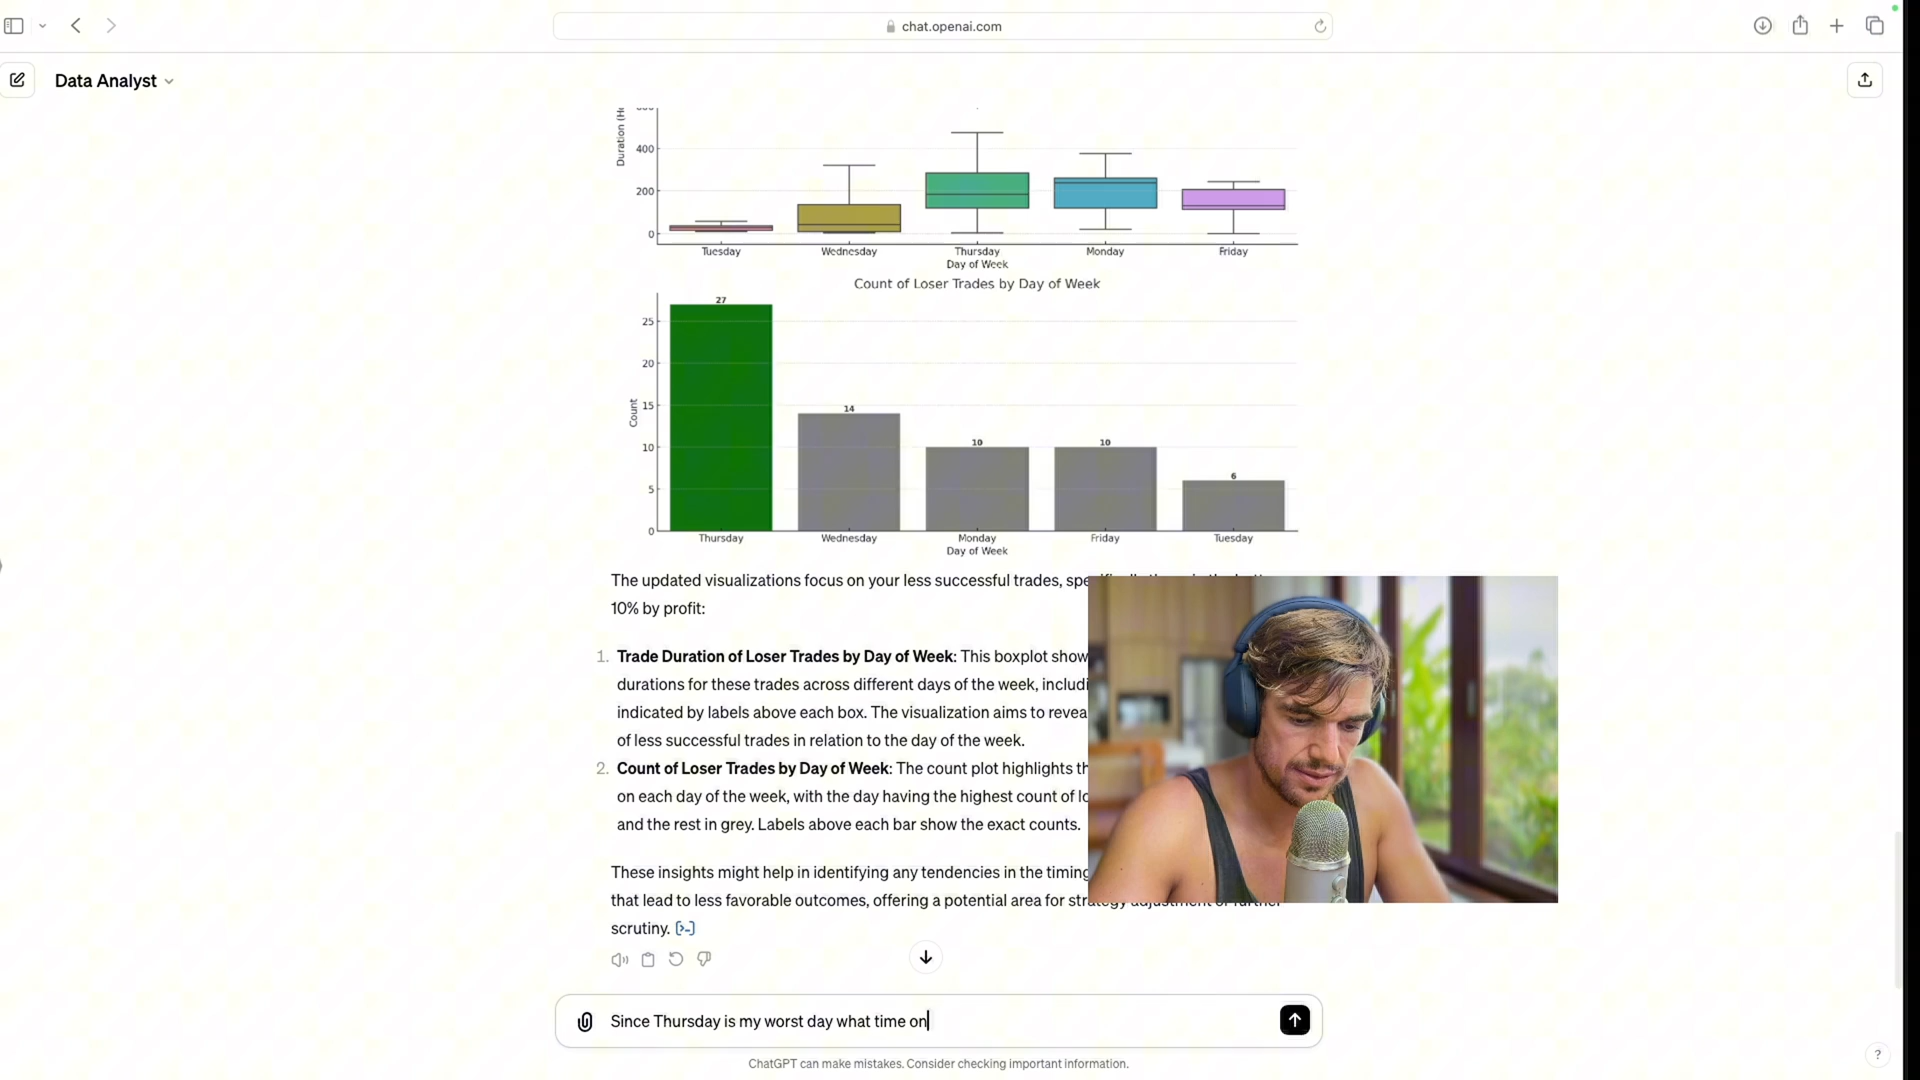 chat.openai.com
Data Analyst
Duration (H
400
200
0
Tuesday Wednesday Thursday Monday Friday
Day of Week
Count of Loser Trades by Day of Week
Count
25
20
15
10
5
0
27
14
10
10
6
Thursday Wednesday Monday Friday Tuesday
Day of Week
The updated visualizations focus on your less successful trades,
10% by profit:
1. Trade Duration of Loser Trades by Day of Week: This boxplot show
durations for these trades across different days of the week, includi
indicated by labels above each box. The visualization aims to revea
of less successful trades in relation to the day of the week.
2. Count of Loser Trades by Day of Week: The count plot highlights th
on each day of the week, with the day having the highest count of lo
and the rest in grey. Labels above each bar show the exact counts.
These insights might help in identifying any tendencies in the timing
that lead to less favorable outcomes, offering a potential area for strategy adjustment or further
scrutiny. [>-]
Since Thursday is my worst day what time on
ChatGPT can make mistakes. Consider checking important information.
?